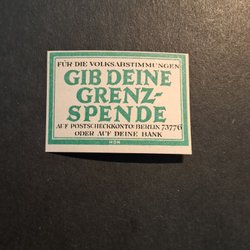 FÜR DIE VOLKSABSTIMMUNGEN
GIB DEINE
GRENZ-
SPENDE
AUF POSTSCHECKKONTO: BERLIN 73776
ODER AUF DEINE BANK